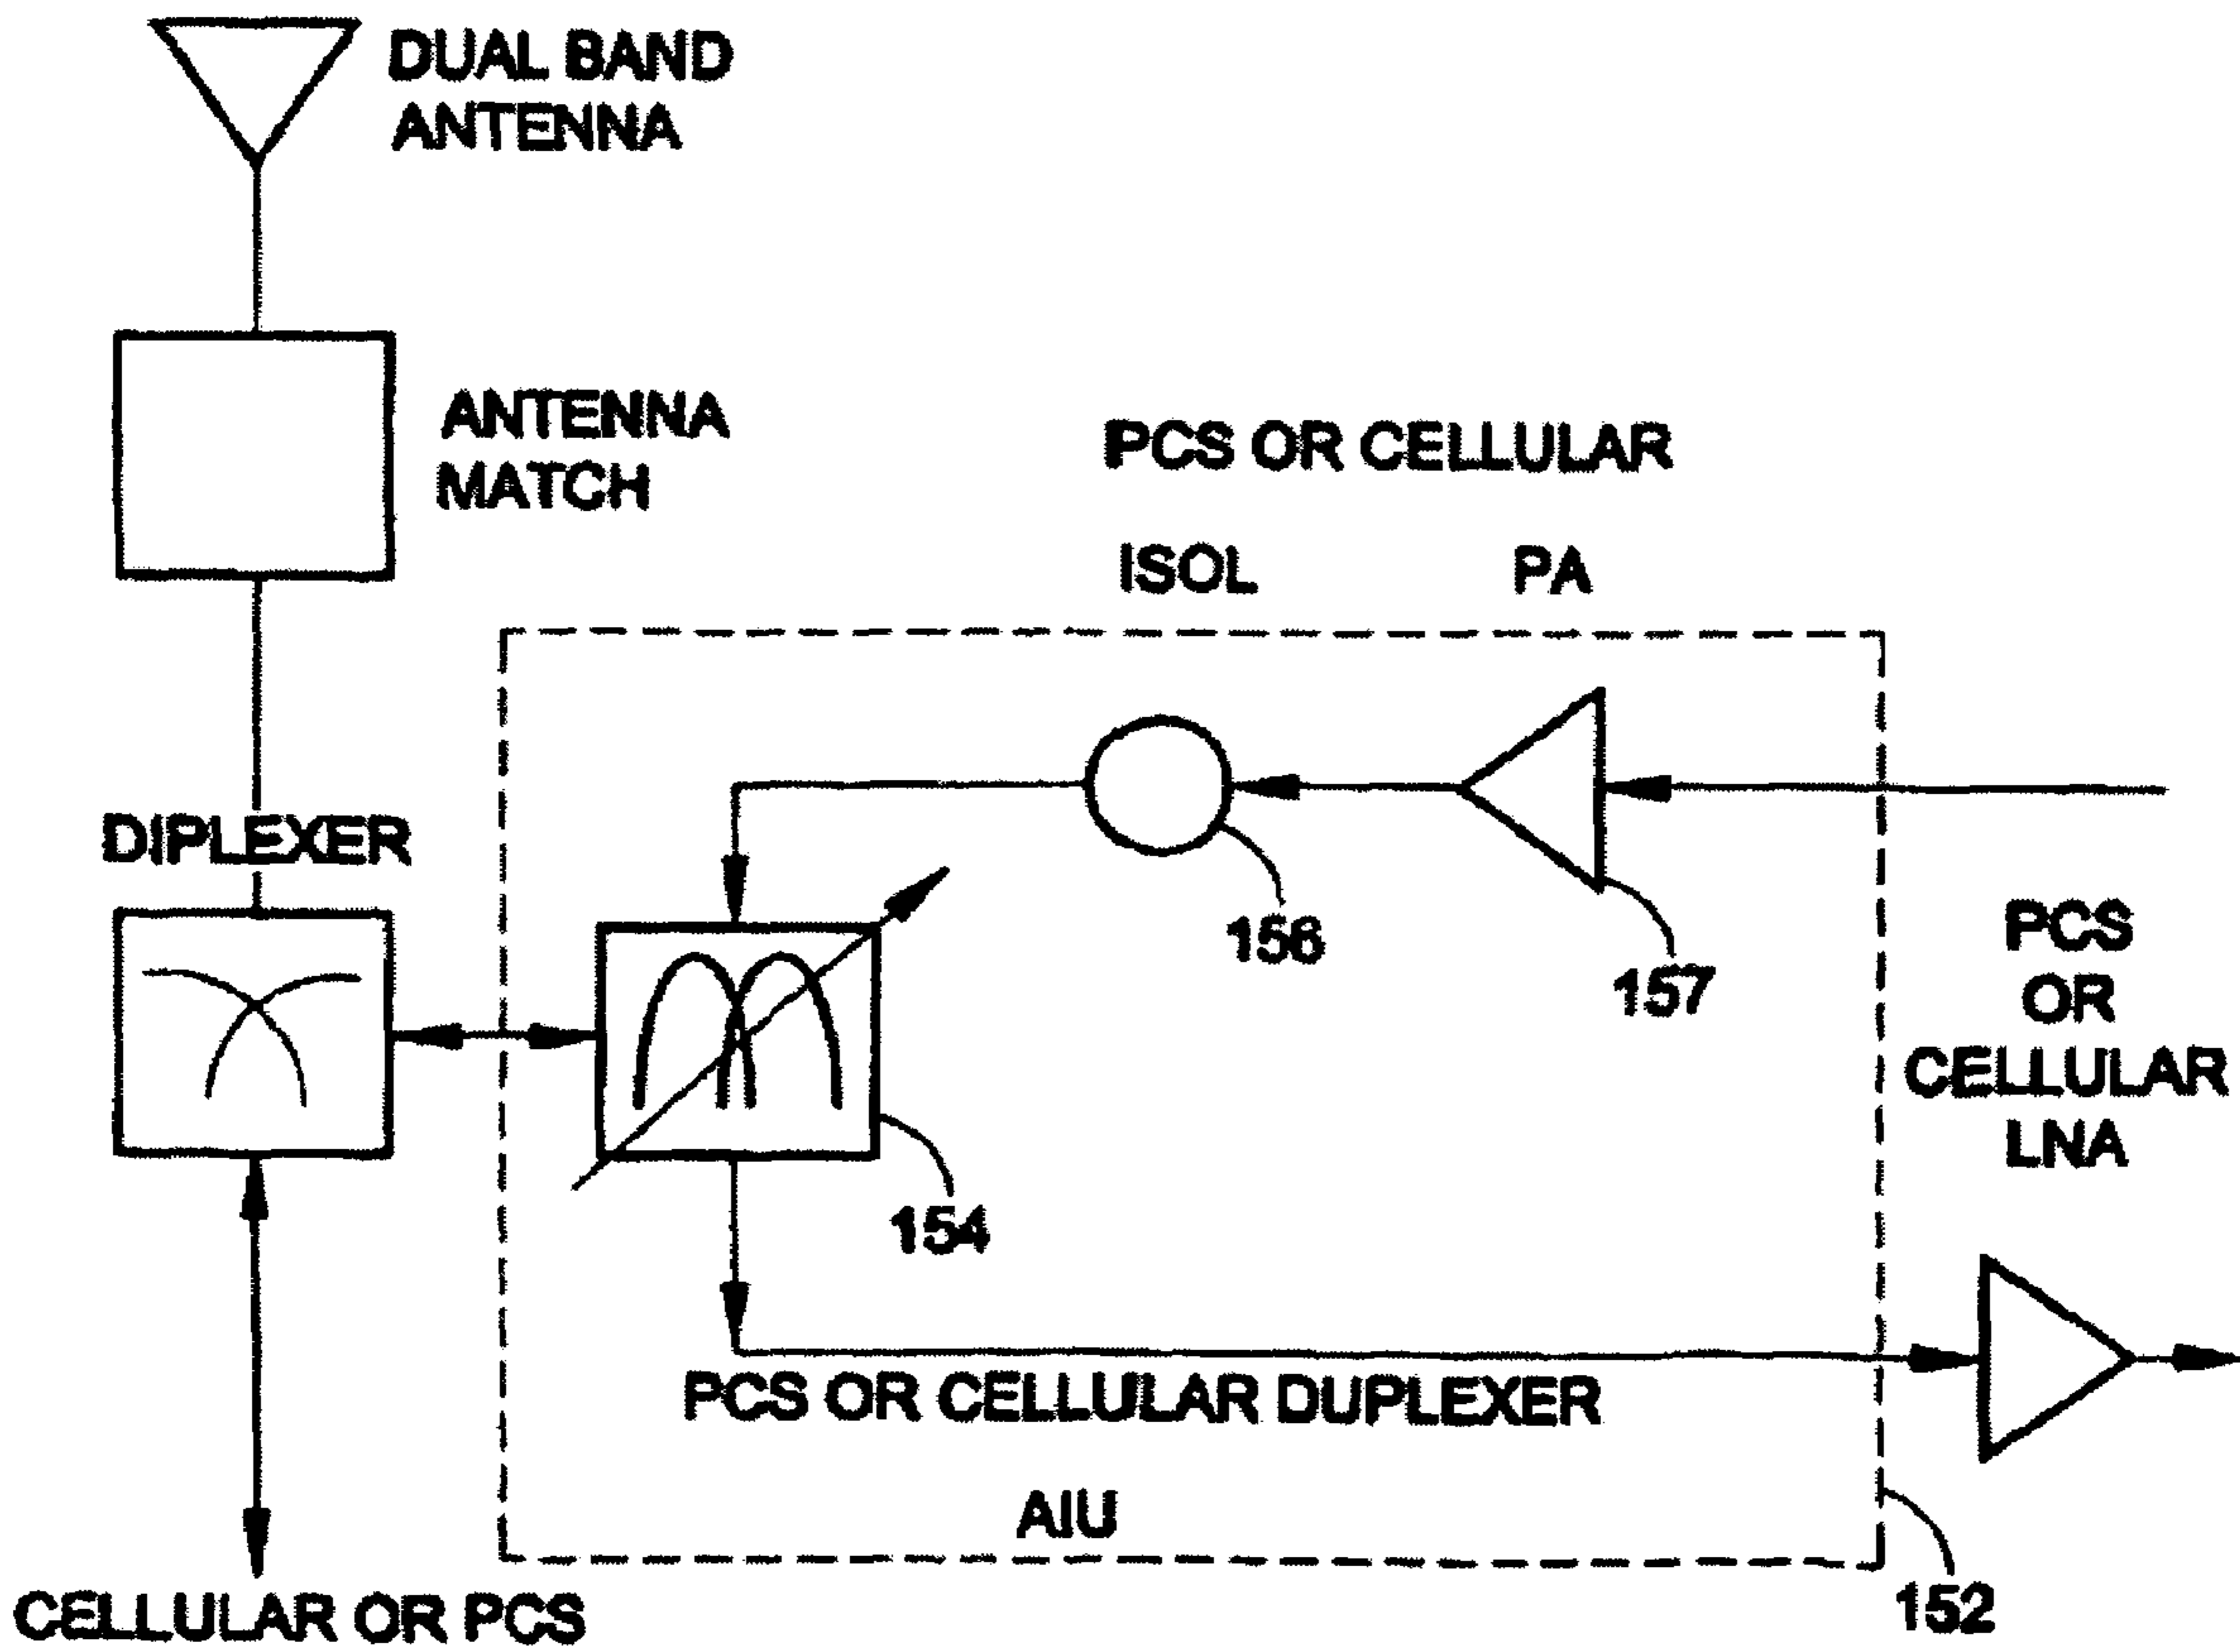 DUAL BAND
ANTENNA
ANTENNA
MATCH
PCS OR CELLULAR
ISOL PA
DIPLEXER
156
157
PCS
OR
CELLULAR
LNA
154
PCS OR CELLULAR DUPLEXER
AIU
152
CELLULAR OR PCS